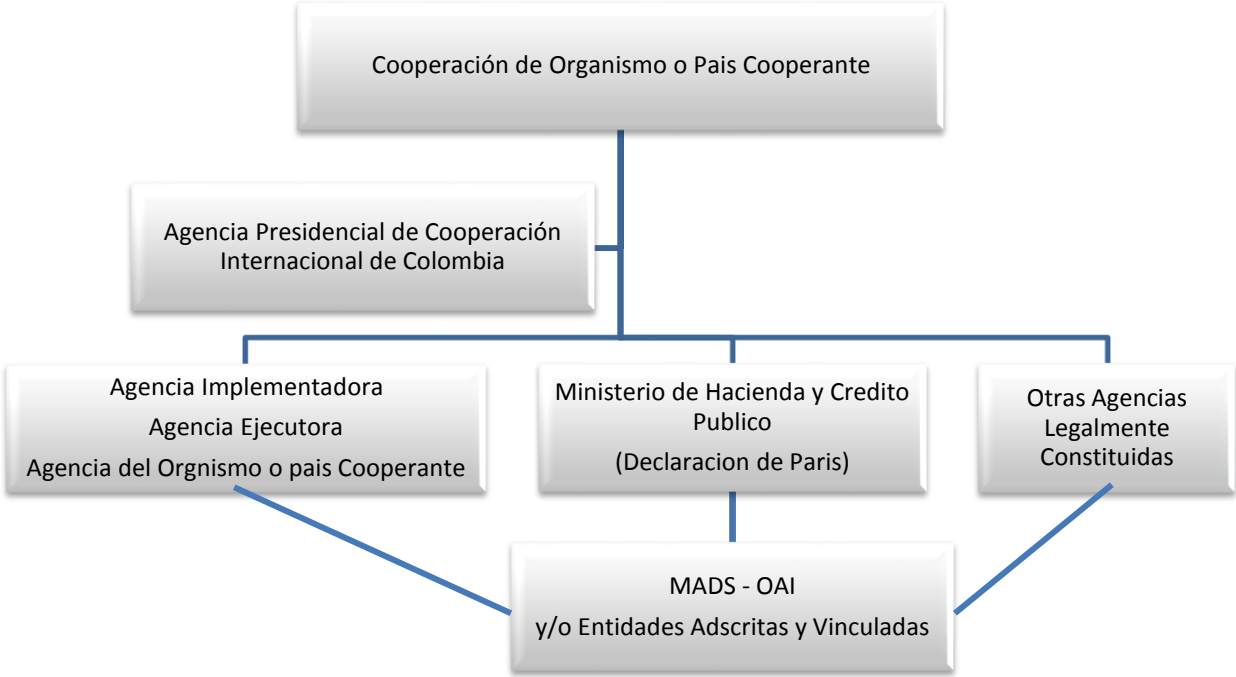 Cooperación de Organismo o Pais Cooperante
Agencia Presidencial de Cooperación
Internacional de Colombia
Agencia Implementadora
Agencia Ejecutora
Agencia del Orgnismo o pais Cooperante
Ministerio de Hacienda y Credito
Publico
(Declaracion de Paris)
Otras Agencias
Legalmente
Constituidas
MADS - OAI
y/o Entidades Adscritas y Vinculadas